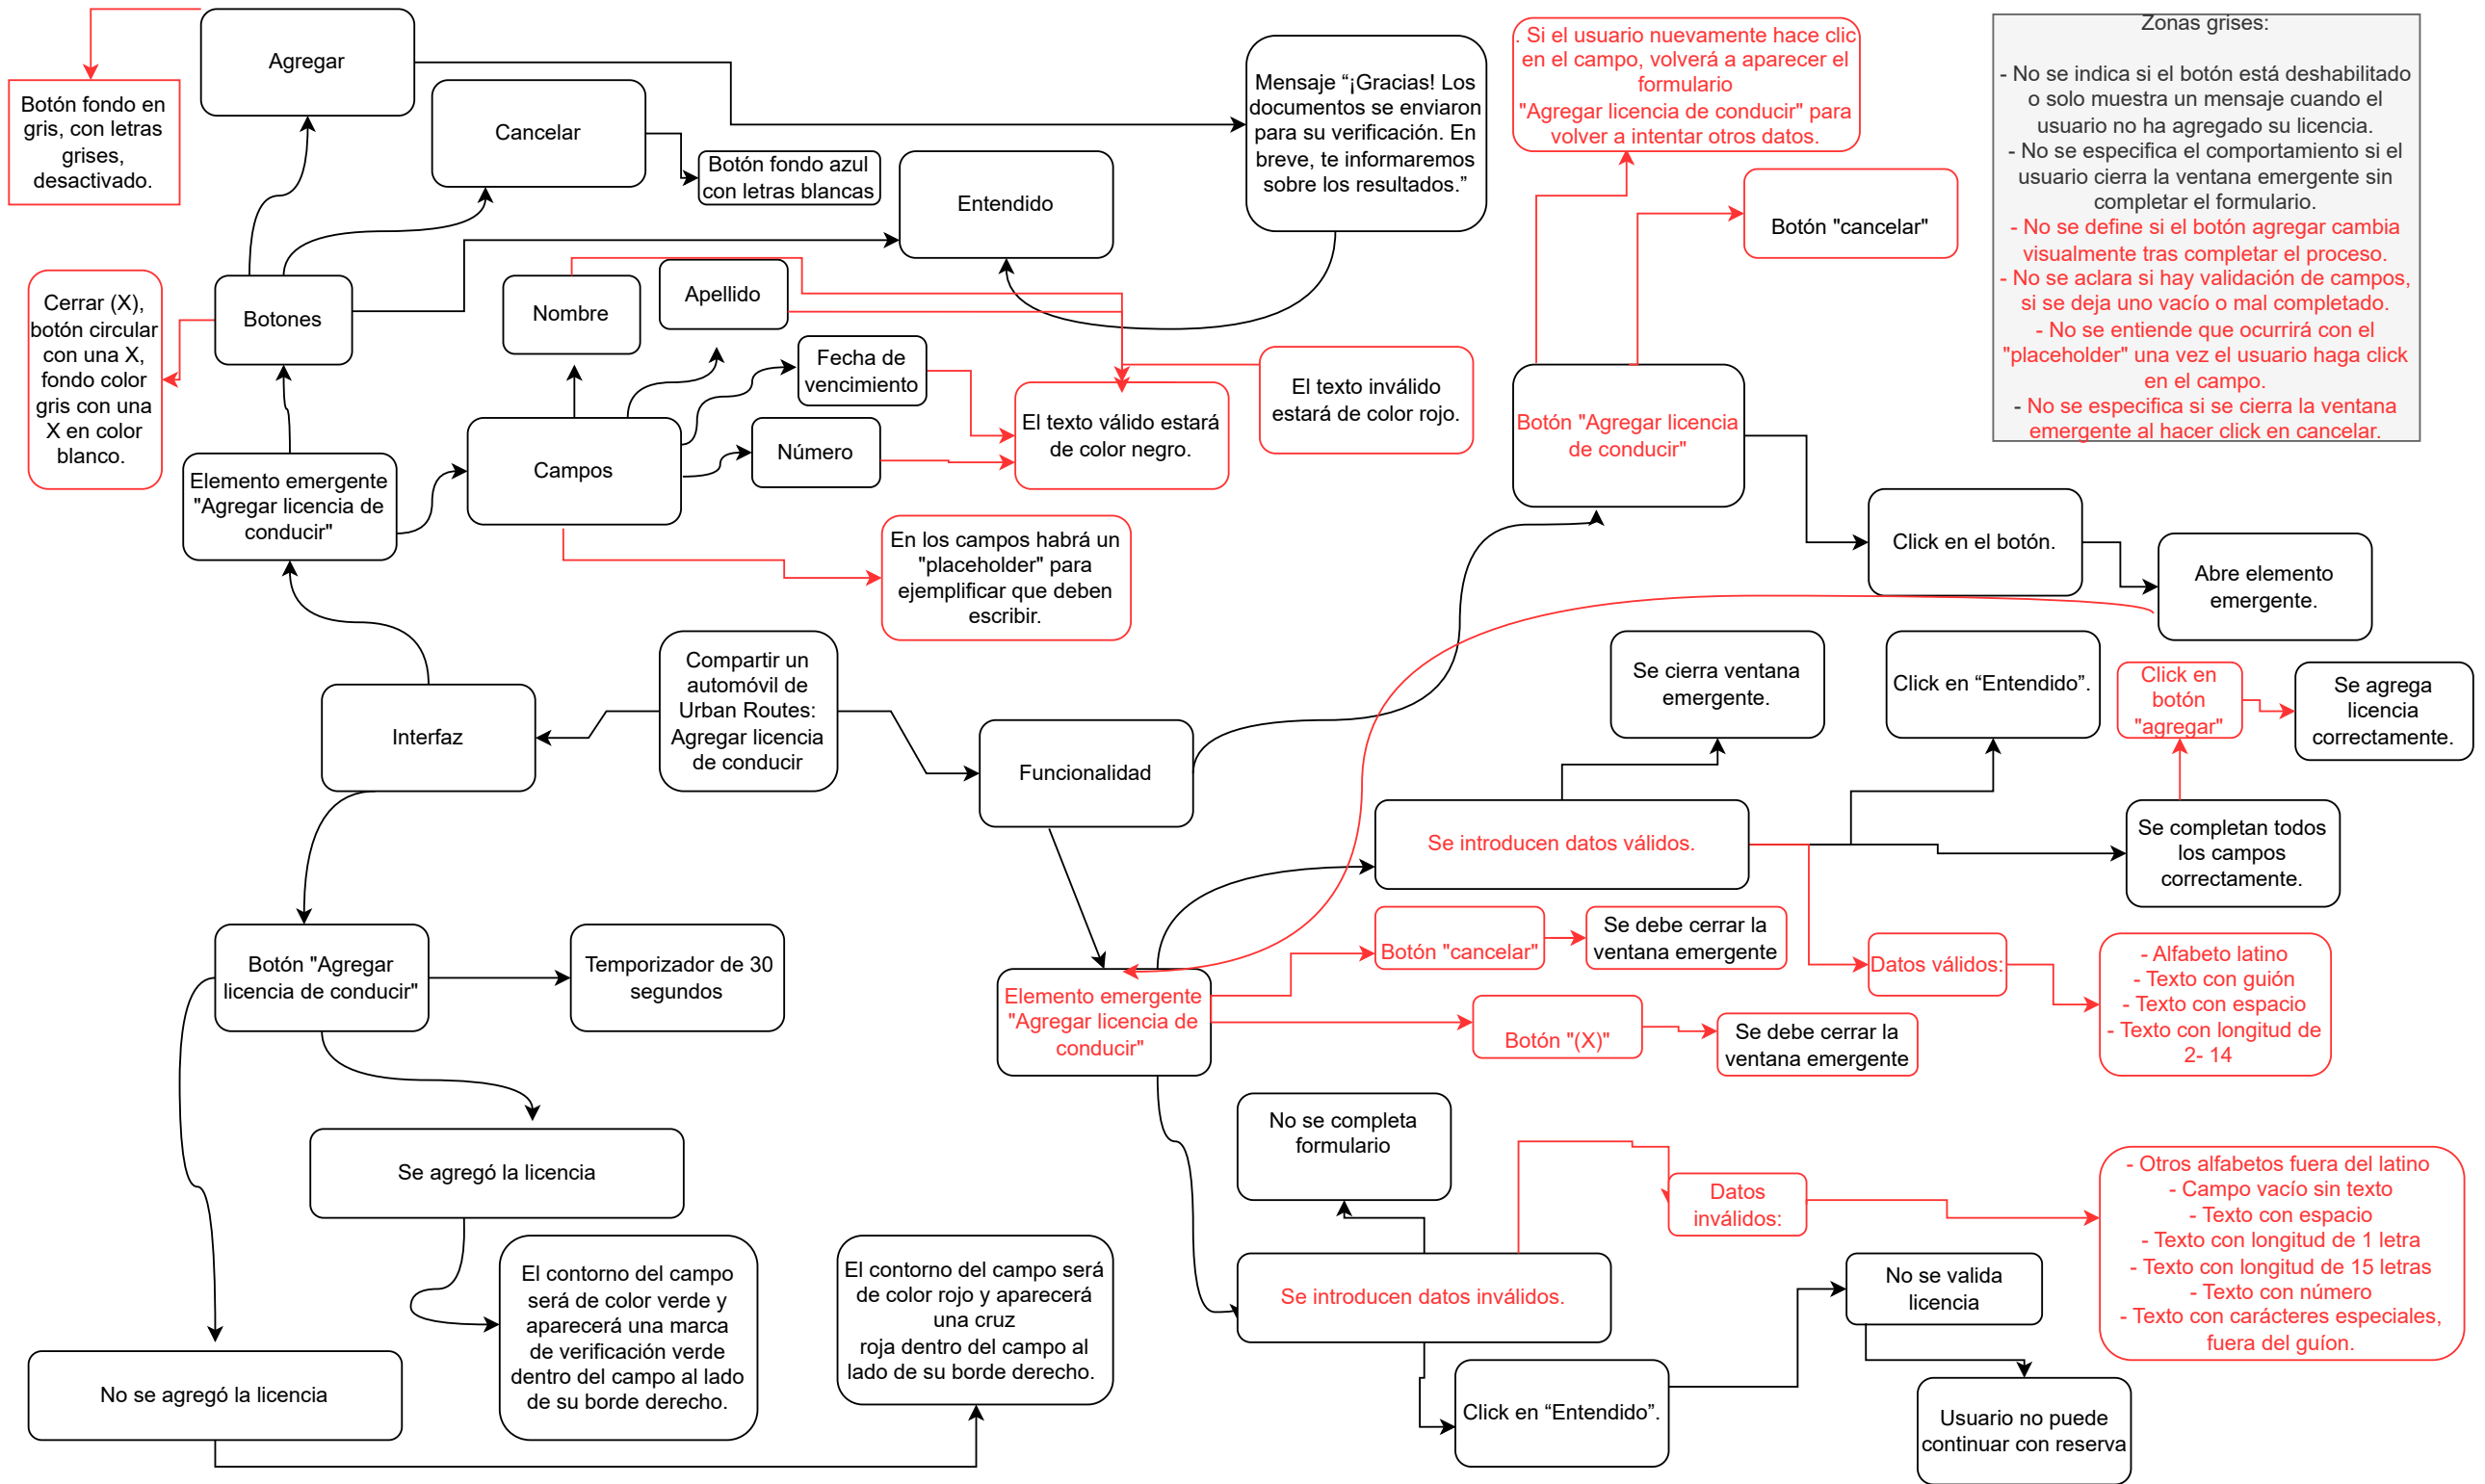 Agregar
Botón fondo en
gris, con letras
grises,
desactivado.
Cancelar
Botón fondo azul
con letras blancas
Entendido
Mensaje “¡Gracias! Los
documentos se enviaron
para su verificación. En
breve, te informaremos
sobre los resultados.”
. Si el usuario nuevamente hace clic
en el campo, volverá a aparecer el
formulario
"Agregar licencia de conducir" para
volver a intentar otros datos.
Botón "cancelar"
Zonas grises:
- No se indica si el botón está deshabilitado
o solo muestra un mensaje cuando el
usuario no ha agregado su licencia.
- No se especifica el comportamiento si el
usuario cierra la ventana emergente sin
completar el formulario.
- No se define si el botón agregar cambia
visualmente tras completar el proceso.
- No se aclara si hay validación de campos,
si se deja uno vacío o mal completado.
- No se entiende que ocurrirá con el
"placeholder" una vez el usuario haga click
en el campo.
- No se especifica si se cierra la ventana
emergente al hacer click en cancelar.
Cerrar (X),
botón circular
con una X,
fondo color
gris con una
X en color
blanco.
Botones
Nombre
Apellido
Fecha de
vencimiento
Número
El texto válido estará
de color negro.
El texto inválido
estará de color rojo.
Botón "Agregar licencia
de conducir"
Elemento emergente
"Agregar licencia de
conducir"
Campos
En los campos habrá un
"placeholder" para
ejemplificar que deben
escribir.
Click en el botón.
Abre elemento
emergente.
Interfaz
Compartir un
automóvil de
Urban Routes:
Agregar licencia
de conducir
Funcionalidad
Se cierra ventana
emergente.
Click en “Entendido”.
Click en
botón
"agregar"
Se agrega
licencia
correctamente.
Se introducen datos válidos.
Se completan todos
los campos
correctamente.
Botón "Agregar
licencia de conducir"
Temporizador de 30
segundos
Elemento emergente
"Agregar licencia de
conducir"
Botón "cancelar"
Se debe cerrar la
ventana emergente
Botón "(X)"
Se debe cerrar la
ventana emergente
Datos válidos:
- Alfabeto latino
- Texto con guión
- Texto con espacio
- Texto con longitud de
2- 14
Se agregó la licencia
No se completa
formulario
Datos
inválidos:
- Otros alfabetos fuera del latino
- Campo vacío sin texto
- Texto con espacio
- Texto con longitud de 1 letra
- Texto con longitud de 15 letras
- Texto con número
- Texto con carácteres especiales,
fuera del guíon.
El contorno del campo
será de color verde y
aparecerá una marca
de verificación verde
dentro del campo al lado
de su borde derecho.
El contorno del campo será
de color rojo y aparecerá
una cruz
roja dentro del campo al
lado de su borde derecho.
Se introducen datos inválidos.
No se valida
licencia
No se agregó la licencia
Click en “Entendido”.
Usuario no puede
continuar con reserva